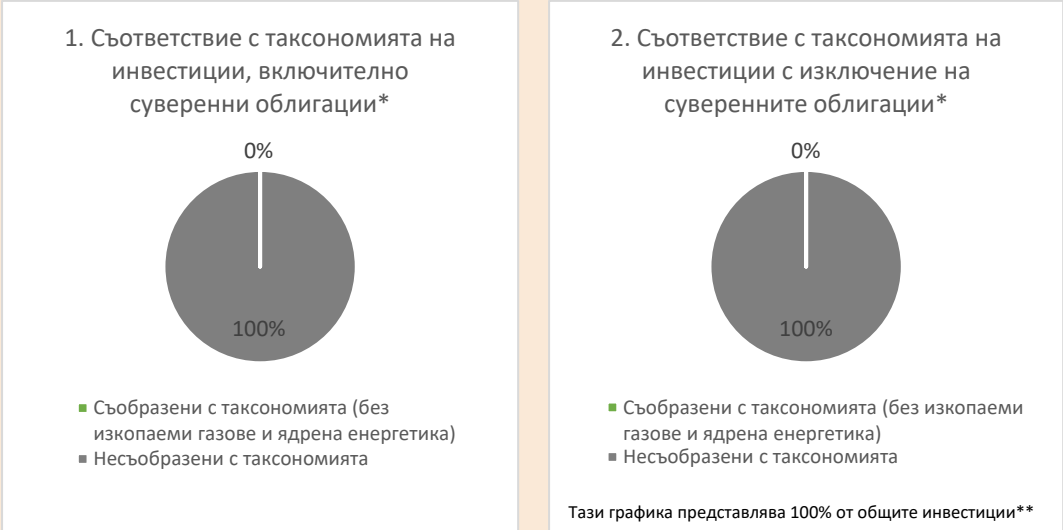 1. Съответствие с таксономията на
инвестиции, включително
суверенни облигации*
0%
100%
Съобразени с таксономията (без
изкопаеми газове и ядрена енергетика)
Несъобразени с таксономията
2. Съответствие с таксономията на
инвестиции с изключение на
суверенните облигации*
0%
100%
Съобразени с таксономията (без изкопаеми
газове и ядрена енергетика)
Несъобразени с таксономията
Тази графика представлява 100% от общите инвестиции**